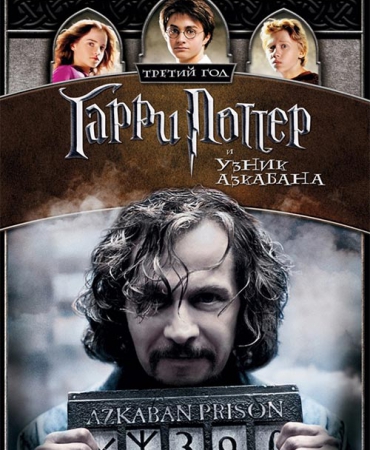 ТРЕТИЙ ГОД
ГАРРИ ПОТТЕР
И
УЗНИК
АЗКАБАНА
AZKABAN PRISON